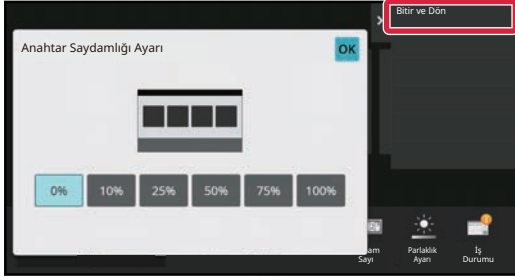 Bitir ve Dön
Anahtar Saydamlığı Ayarı
OK
0%
10%
25%
50%
75%
100%
Sayı
Parlaklık
Ayarı
İş
Durumu